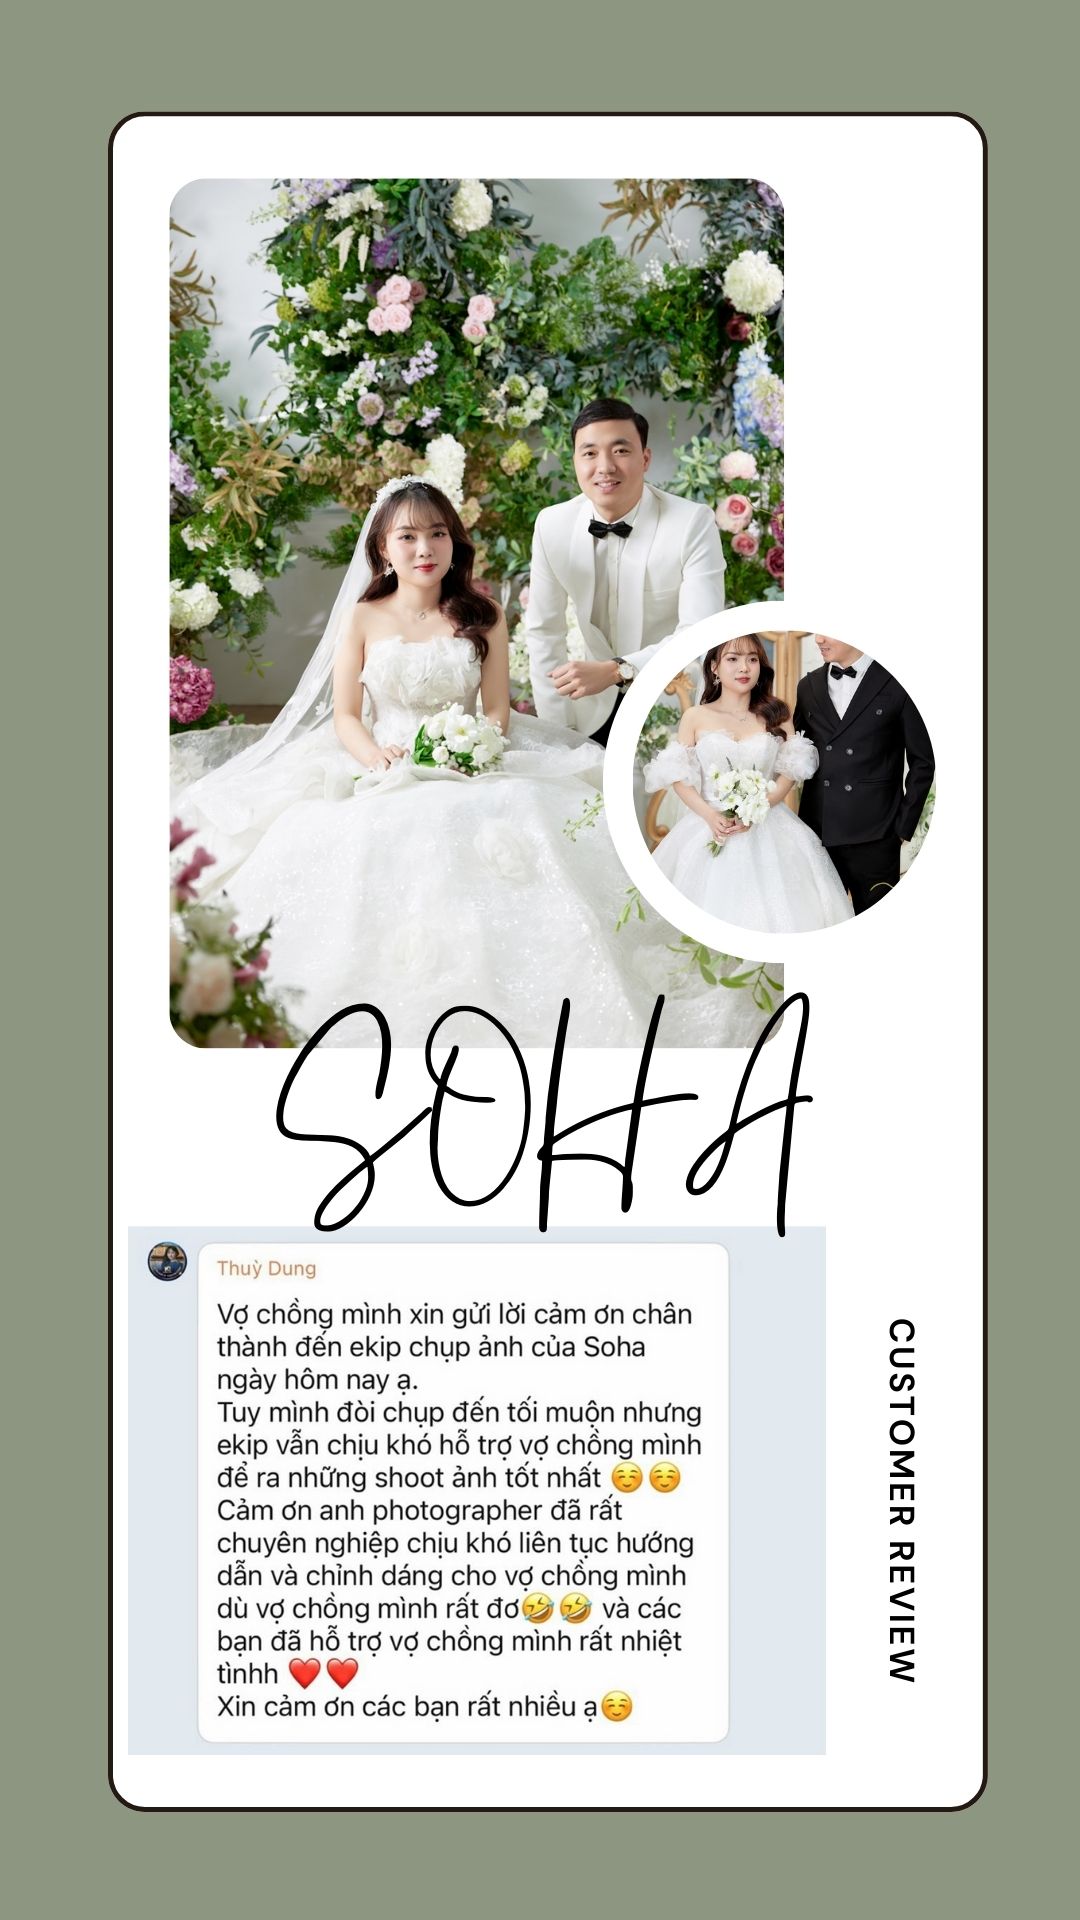 SOHA
Thuỳ Dung
Vợ chồng mình xin gửi lời cảm ơn chân
thành đến ekip chụp ảnh của Soha
ngày hôm nay ạ.
Tuy mình đòi chụp đến tối muộn nhưng
ekip vẫn chịu khó hỗ trợ vợ chồng mình
để ra những shoot ảnh tốt nhất ☺️☺️
Cảm ơn anh photographer đã rất
chuyên nghiệp chịu khó liên tục hướng
dẫn và chỉnh dáng cho vợ chồng mình
dù vợ chồng mình rất đơ🤣🤣 và các
bạn đã hỗ trợ vợ chồng mình rất nhiệt
tìnhh ❤️❤️
Xin cảm ơn các bạn rất nhiều ạ☺️
CUSTOMER REVIEW